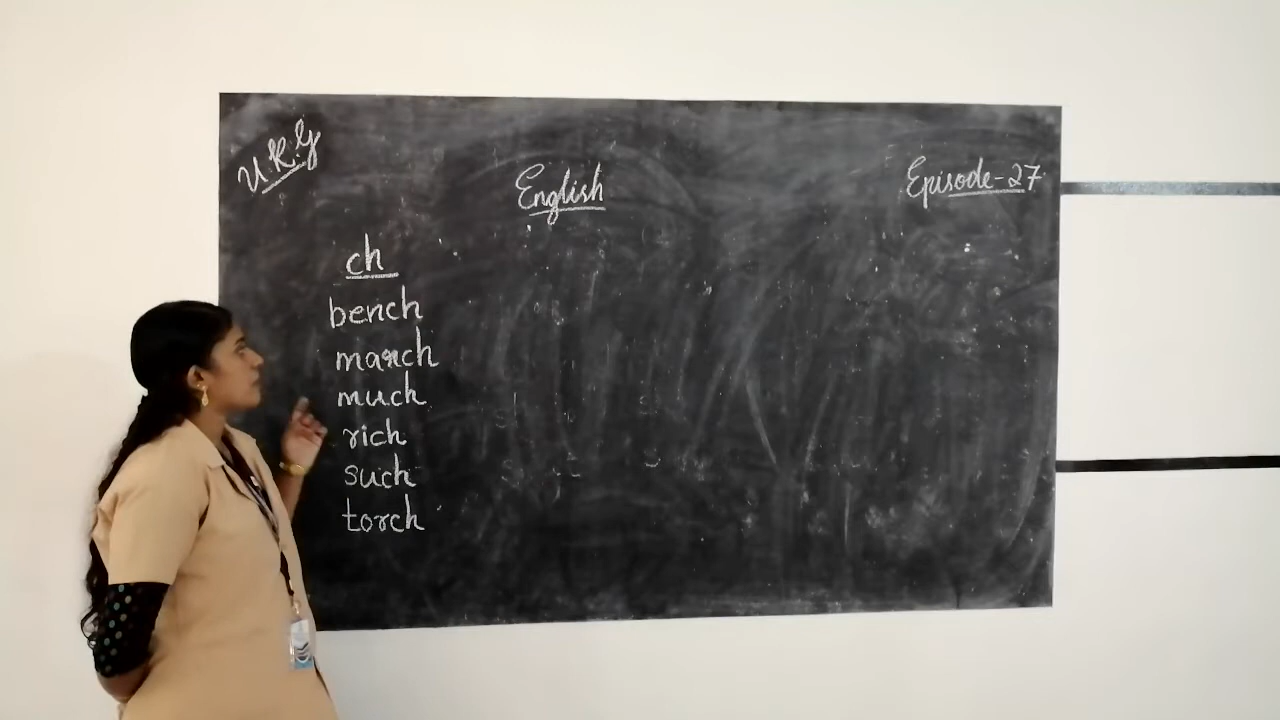 U.K.G
English
Episode-27
ch
bench
march
much
rich
such
torch